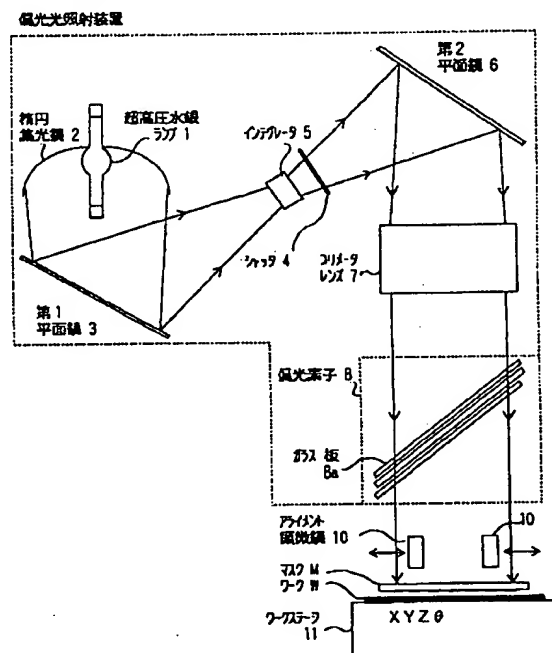 偏光光照射装置
第2
平面鏡 6
楕円
集光鏡 2
超高圧水銀
ランプ 1
インテグレータ 5
シャッタ 4
コリメータ
レンズ 7
第1
平面鏡 3
偏光素子 8
ガラス 板
8a
アライメント
顕微鏡 10
10
マスク M
ワーク W
ワークステージ
11
X Y Z θ